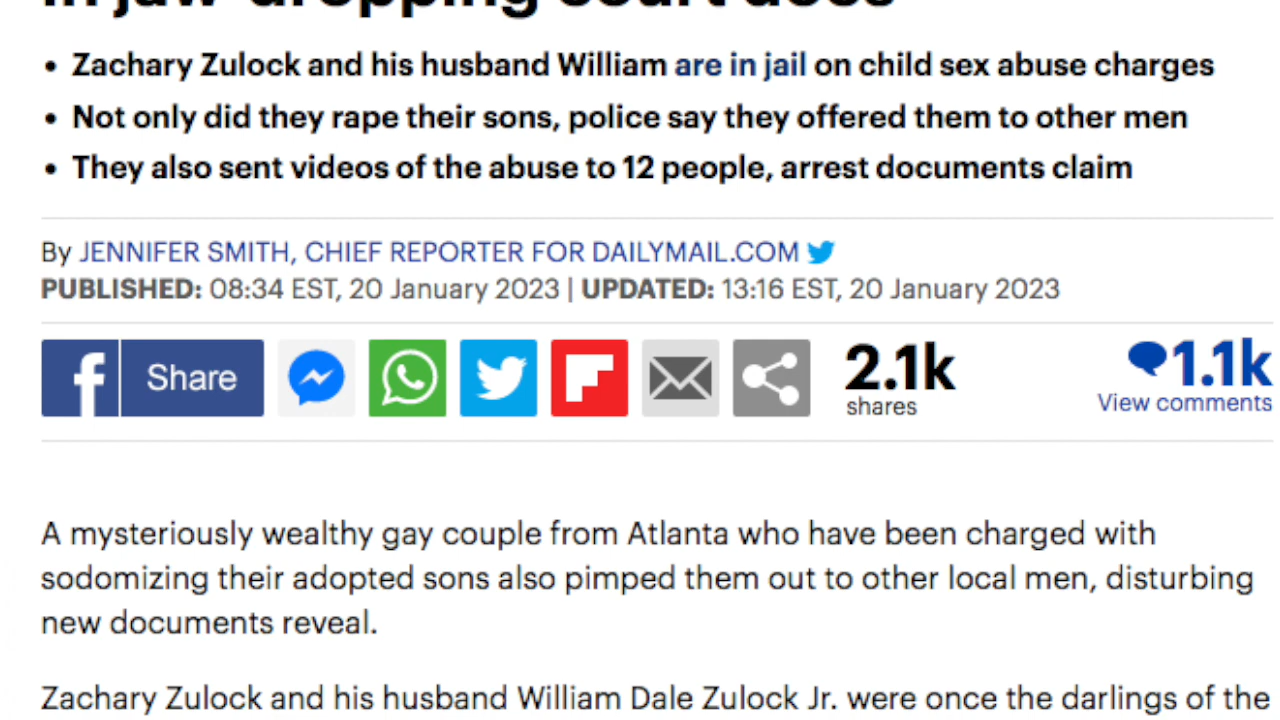 in jaw-dropping court docs
• Zachary Zulock and his husband William are in jail on child sex abuse charges
• Not only did they rape their sons, police say they offered them to other men
• They also sent videos of the abuse to 12 people, arrest documents claim
By JENNIFER SMITH, CHIEF REPORTER FOR DAILYMAIL.COM
PUBLISHED: 08:34 EST, 20 January 2023 | UPDATED: 13:16 EST, 20 January 2023
f Share 2.1k 1.1k
shares View comments
A mysteriously wealthy gay couple from Atlanta who have been charged with
sodomizing their adopted sons also pimped them out to other local men, disturbing
new documents reveal.
Zachary Zulock and his husband William Dale Zulock Jr. were once the darlings of the